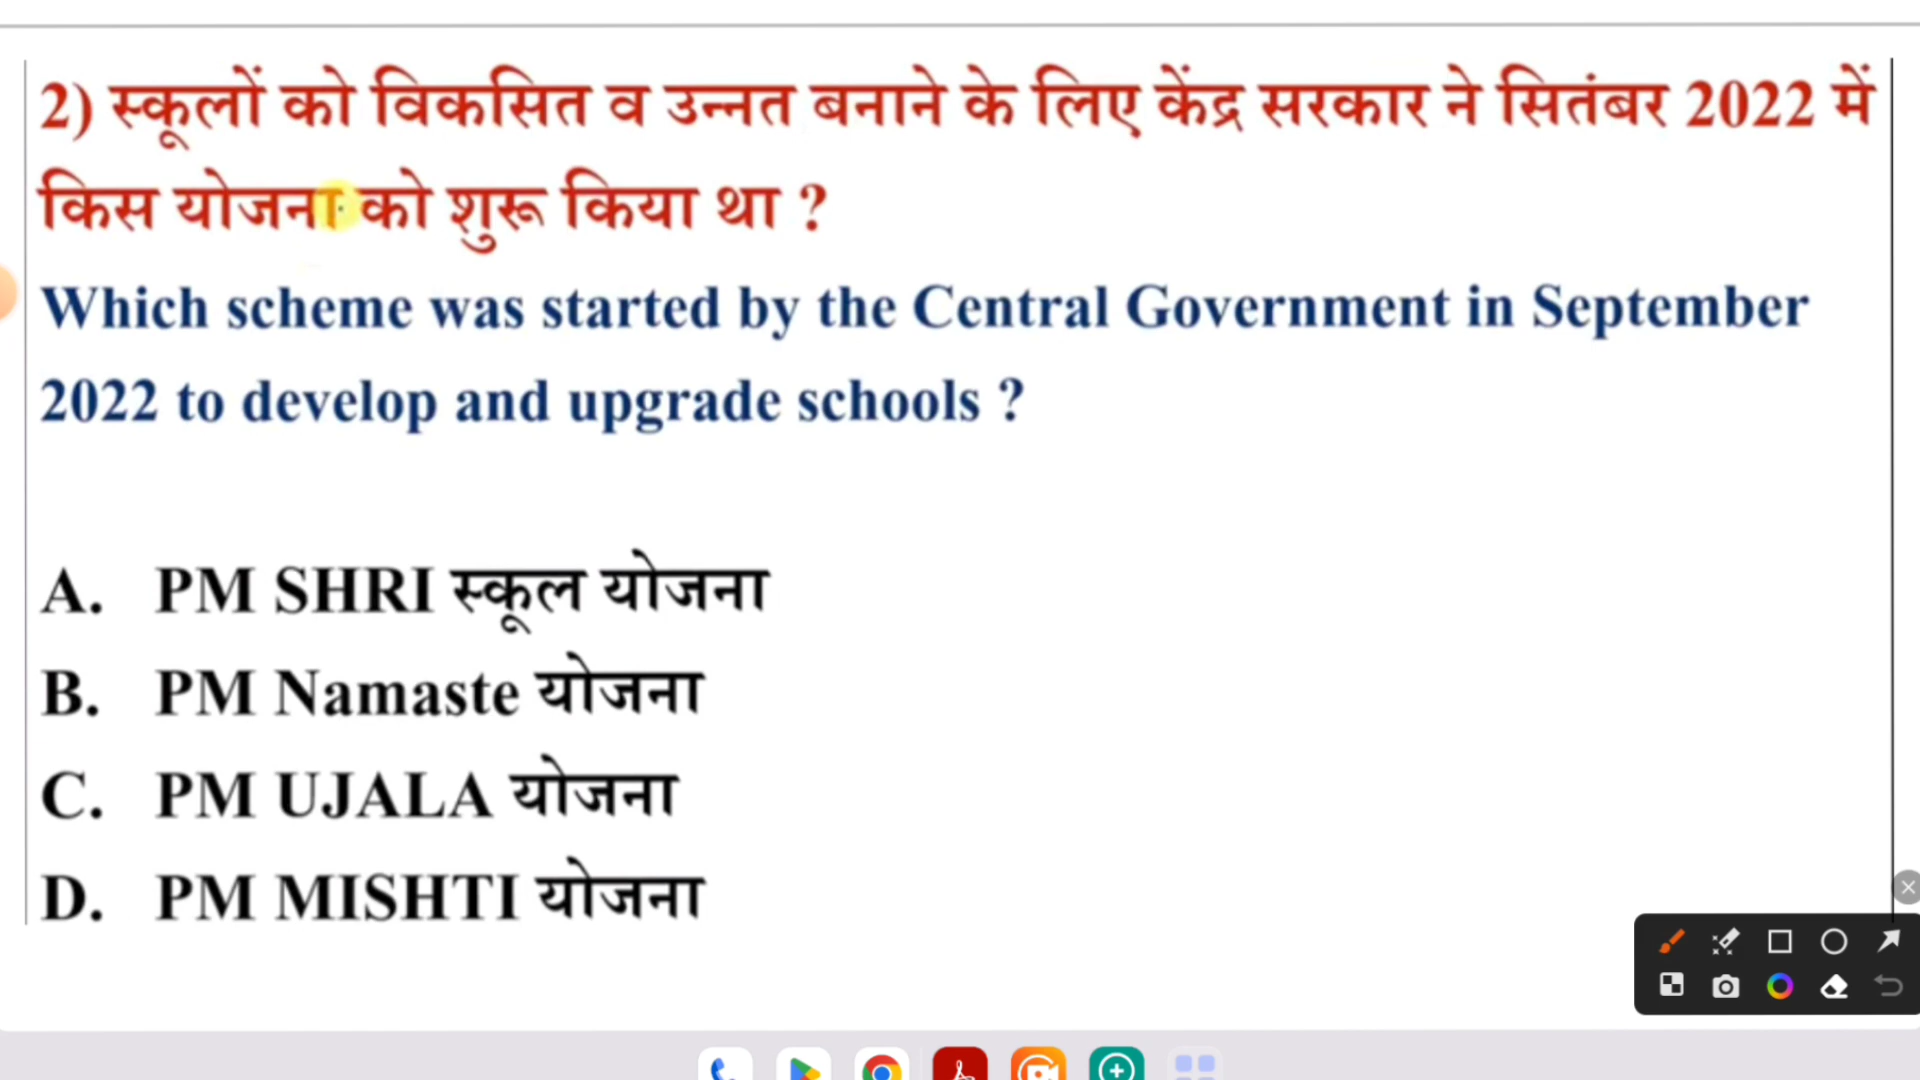 2) स्कूलों को विकसित व उन्नत बनाने के लिए केंद्र सरकार ने सितंबर 2022 में
किस योजना को शुरू किया था ?
Which scheme was started by the Central Government in September
2022 to develop and upgrade schools ?
A. PM SHRI स्कूल योजना
B. PM Namaste योजना
C. PM UJALA योजना
D. PM MISHTI योजना